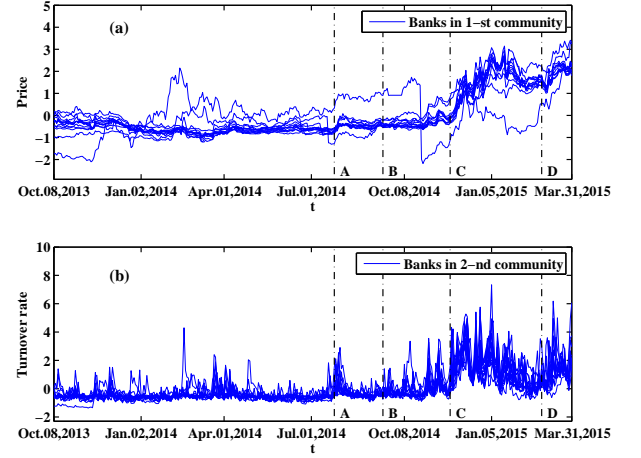 5
4
3
2
1
0
−1
−2
Price
(a)
Banks in 1-st community
A B C D
Oct.08,2013 Jan.02,2014 Apr.01,2014 Jul.01,2014 Oct.08,2014 Jan.05,2015 Mar.31,2015
t
10
8
6
4
2
0
−2
Turnover rate
(b)
Banks in 2-nd community
A B C D
Oct.08,2013 Jan.02,2014 Apr.01,2014 Jul.01,2014 Oct.08,2014 Jan.05,2015 Mar.31,2015
t